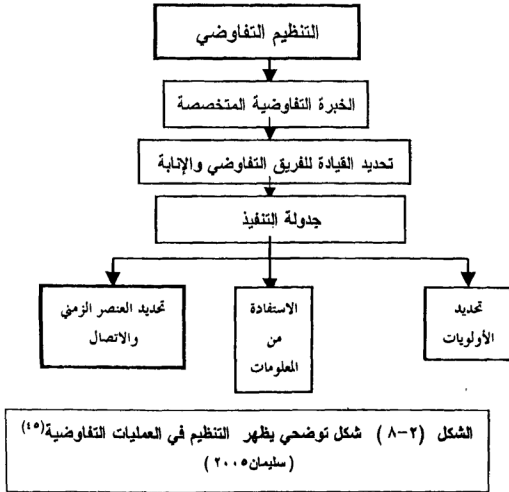 التنظيم التفاوضي
الخبرة التفاوضية المتخصصة
تحديد القيادة للفريق التفاوضي والإنابة
جدولة التنفيذ
تحديد
الأولويات
الاستفادة
من
المعلومات
تحديد العنصر الزمني
والاتصال
الشكل (٢-٨) شكل توضحي يظهر التنظيم في العمليات التفاوضية(٤٥)
(سليمان٢٠٠٥)